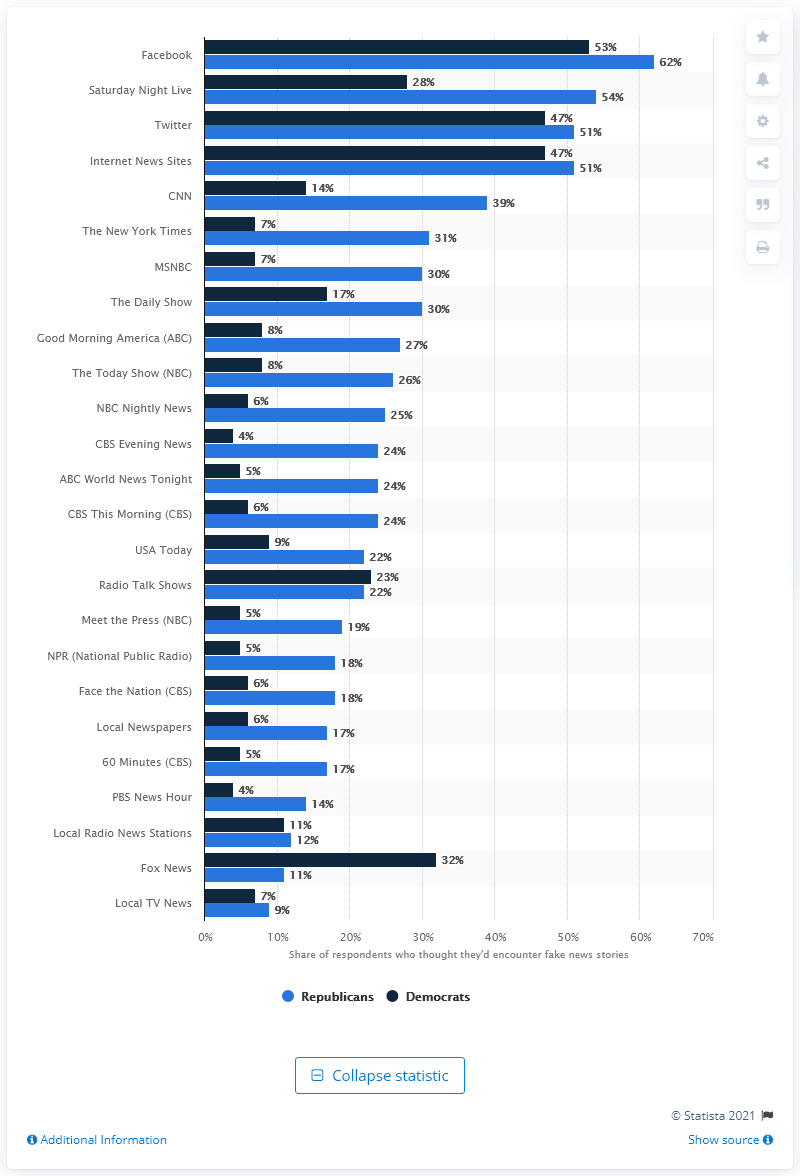 Facebook 53%
62%
Saturday Night Live 28%
54%
Twitter 47%
51%
Internet News Sites 47%
51%
CNN 14%
39%
The New York Times 7%
31%
MSNBC 7%
30%
The Daily Show 17%
30%
Good Morning America (ABC) 8%
27%
The Today Show (NBC) 8%
26%
NBC Nightly News 6%
25%
CBS Evening News 4%
24%
ABC World News Tonight 5%
24%
CBS This Morning (CBS) 6%
24%
USA Today 9%
22%
Radio Talk Shows 23%
22%
Meet the Press (NBC) 5%
19%
NPR (National Public Radio) 5%
18%
Face the Nation (CBS) 6%
18%
Local Newspapers 6%
17%
60 Minutes (CBS) 5%
17%
PBS News Hour 4%
14%
Local Radio News Stations 11%
12%
Fox News 32%
11%
Local TV News 7%
9%
0% 10% 20% 30% 40% 50% 60% 70%
Share of respondents who thought they'd encounter fake news stories
Republicans Democrats
Collapse statistic
© Statista 2021
Additional Information Show source